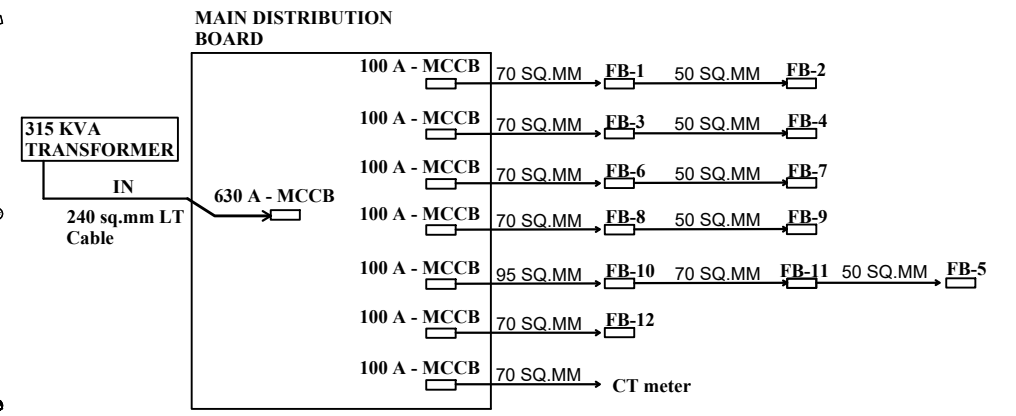 MAIN DISTRIBUTION
BOARD
100 A - MCCB 70 SQ.MM FB-1 50 SQ.MM FB-2
100 A - MCCB 70 SQ.MM FB-3 50 SQ.MM FB-4
315 KVA
TRANSFORMER
100 A - MCCB 70 SQ.MM FB-6 50 SQ.MM FB-7
IN
630 A - MCCB
240 sq.mm LT
Cable
100 A - MCCB 70 SQ.MM FB-8 50 SQ.MM FB-9
100 A - MCCB 95 SQ.MM FB-10 70 SQ.MM FB-11 50 SQ.MM FB-5
100 A - MCCB 70 SQ.MM FB-12
100 A - MCCB 70 SQ.MM CT meter